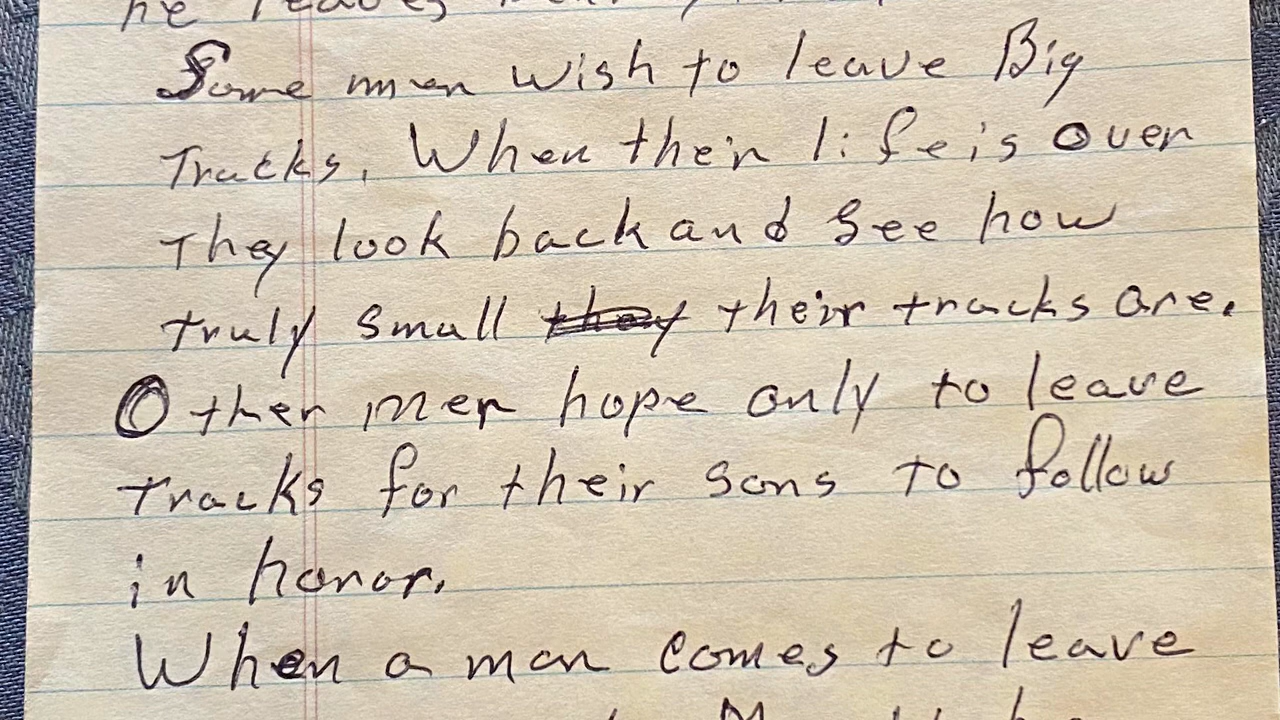 he leaves
Some men wish to leave Big
Tracks. When their life is over
They look back and see how
truly small they their tracks are.
Other men hope only to leave
Tracks for their sons to follow
in honor.
When a man comes to leave